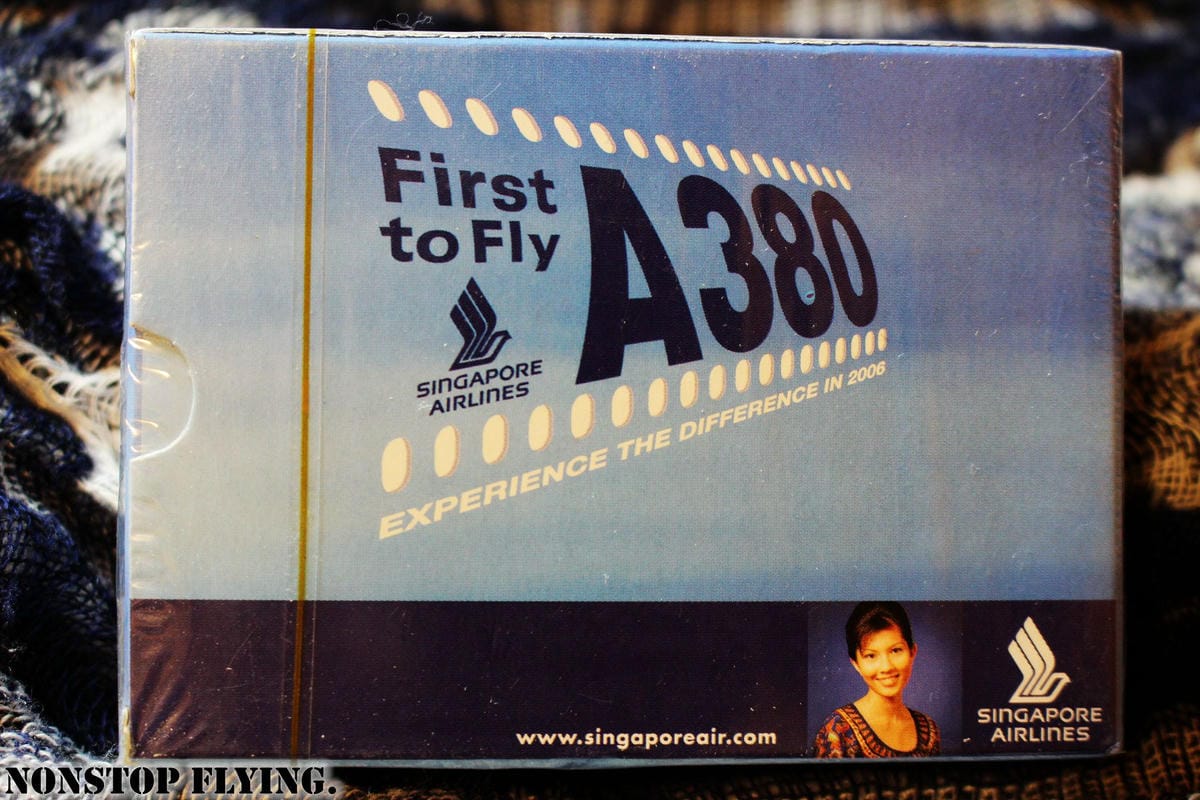 First
to Fly
A380
SINGAPORE
AIRLINES
EXPERIENCE THE DIFFERENCE IN 2006
www.singaporeair.com
SINGAPORE
AIRLINES
NONSTOP FLYING.